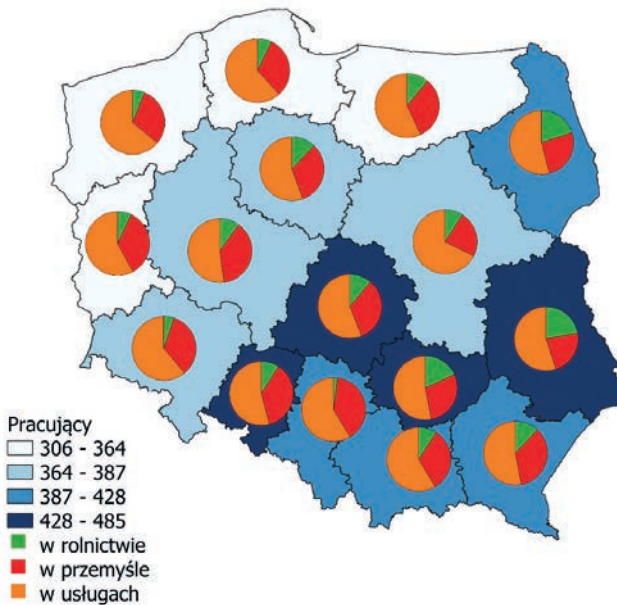 Pracujący
306 - 364
364 - 387
387 - 428
428 - 485
w rolnictwie
w przemyśle
w usługach